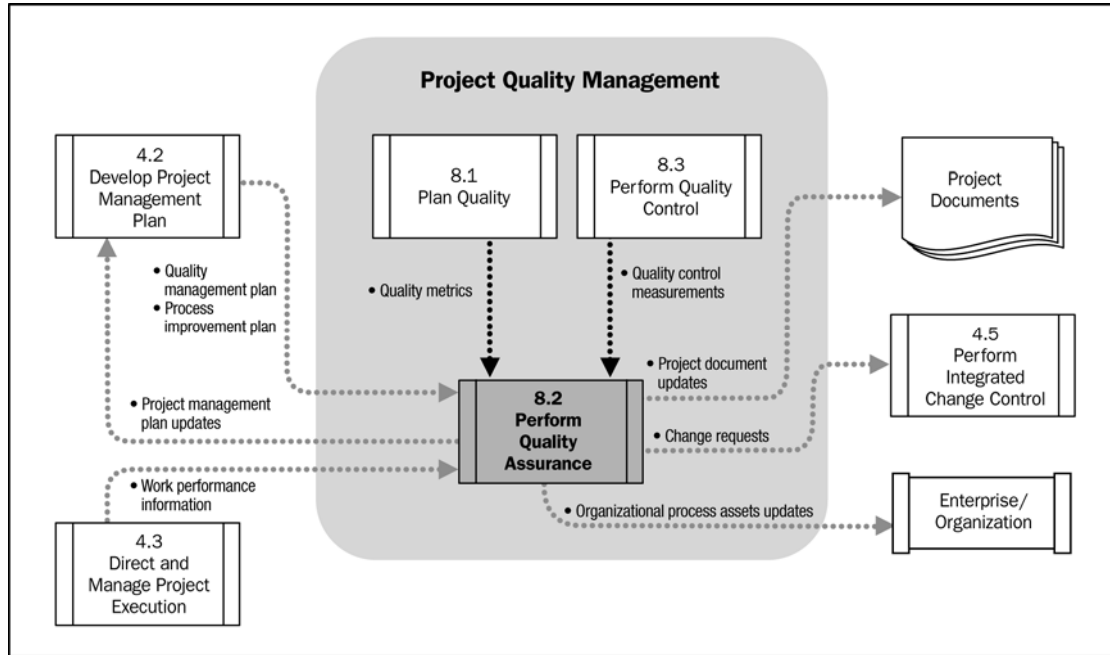 Project Quality Management
4.2
Develop Project
Management
Plan
8.1
Plan Quality
8.3
Perform Quality
Control
Project
Documents
• Quality
management plan
• Process
improvement plan
• Quality metrics
• Quality control
measurements
4.5
Perform
Integrated
Change Control
• Project document
updates
8.2
Perform
Quality
Assurance
• Project management
plan updates
• Change requests
• Work performance
information
• Organizational process assets updates
Enterprise/
Organization
4.3
Direct and
Manage Project
Execution